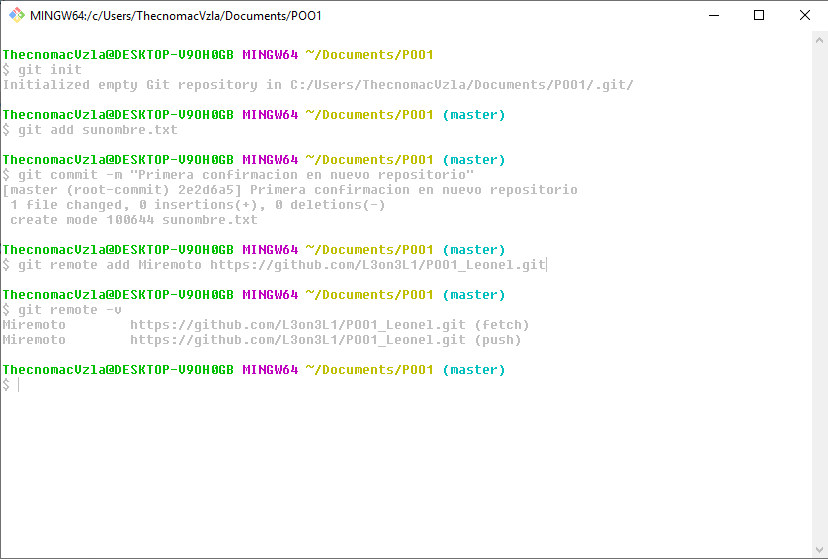 MINGW64:/c/Users/ThecnomacVzla/Documents/POO1
ThecnomacVzla@DESKTOP-V9OH0GB MINGW64 ~/Documents/POO1
$ git init
Initialized empty Git repository in C:/Users/ThecnomacVzla/Documents/POO1/.git/
ThecnomacVzla@DESKTOP-V9OH0GB MINGW64 ~/Documents/POO1 (master)
$ git add sunombre.txt
ThecnomacVzla@DESKTOP-V9OH0GB MINGW64 ~/Documents/POO1 (master)
$ git commit -m "Primera confirmacion en nuevo repositorio"
[master (root-commit) 2e2d6a5] Primera confirmacion en nuevo repositorio
1 file changed, 0 insertions(+), 0 deletions(-)
create mode 100644 sunombre.txt
ThecnomacVzla@DESKTOP-V9OH0GB MINGW64 ~/Documents/POO1 (master)
$ git remote add Miremoto https://github.com/L3on3L1/POO1_Leonel.git
ThecnomacVzla@DESKTOP-V9OH0GB MINGW64 ~/Documents/POO1 (master)
$ git remote -v
Miremoto https://github.com/L3on3L1/POO1_Leonel.git (fetch)
Miremoto https://github.com/L3on3L1/POO1_Leonel.git (push)
ThecnomacVzla@DESKTOP-V9OH0GB MINGW64 ~/Documents/POO1 (master)
$